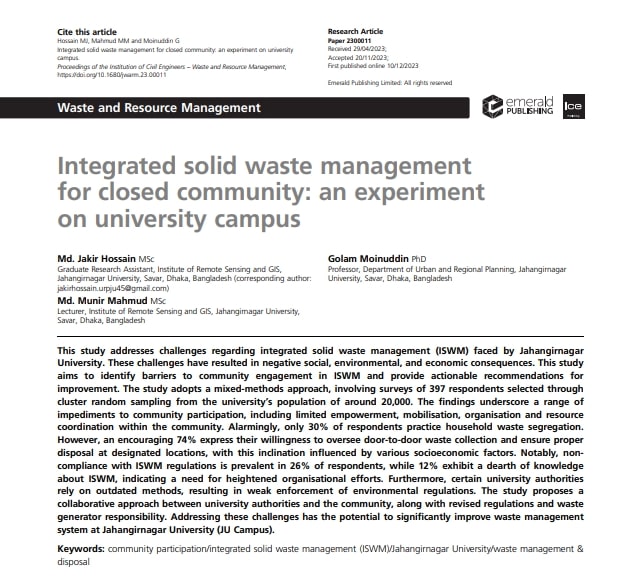 Cite this article
Hossain MJ, Mahmud MM and Moinuddin G
Integrated solid waste management for closed community: an experiment on university
campus.
Proceedings of the Institution of Civil Engineers – Waste and Resource Management,
https://doi.org/10.1680/jwarm.23.00011
Research Article
Paper 2300011
Received 29/04/2023;
Accepted 20/11/2023;
First published online 10/12/2023
Emerald Publishing Limited: All rights reserved
Waste and Resource Management
emerald
PUBLISHING
ice
Integrated solid waste management
for closed community: an experiment
on university campus
Md. Jakir Hossain MSc
Graduate Research Assistant, Institute of Remote Sensing and GIS,
Jahangirnagar University, Savar, Dhaka, Bangladesh (corresponding author:
jakirhossain.urpju45@gmail.com)
Md. Munir Mahmud MSc
Lecturer, Institute of Remote Sensing and GIS, Jahangirnagar University,
Savar, Dhaka, Bangladesh
Golam Moinuddin PhD
Professor, Department of Urban and Regional Planning, Jahangirnagar
University, Savar, Dhaka, Bangladesh
This study addresses challenges regarding integrated solid waste management (ISWM) faced by Jahangirnagar
University. These challenges have resulted in negative social, environmental, and economic consequences. This study
aims to identify barriers to community engagement in ISWM and provide actionable recommendations for
improvement. The study adopts a mixed-methods approach, involving surveys of 397 respondents selected through
cluster random sampling from the university's population of around 20,000. The findings underscore a range of
impediments to community participation, including limited empowerment, mobilisation, organisation and resource
coordination within the community. Alarmingly, only 30% of respondents practice household waste segregation.
However, an encouraging 74% express their willingness to oversee door-to-door waste collection and ensure proper
disposal at designated locations, with this inclination influenced by various socioeconomic factors. Notably, non-
compliance with ISWM regulations is prevalent in 26% of respondents, while 12% exhibit a dearth of knowledge
about ISWM, indicating a need for heightened organisational efforts. Furthermore, certain university authorities
rely on outdated methods, resulting in weak enforcement of environmental regulations. The study proposes a
collaborative approach between university authorities and the community, along with revised regulations and waste
generator responsibility. Addressing these challenges has the potential to significantly improve waste management
system at Jahangirnagar University (JU Campus).
Keywords: community participation/integrated solid waste management (ISWM)/Jahangirnagar University/waste management &
disposal